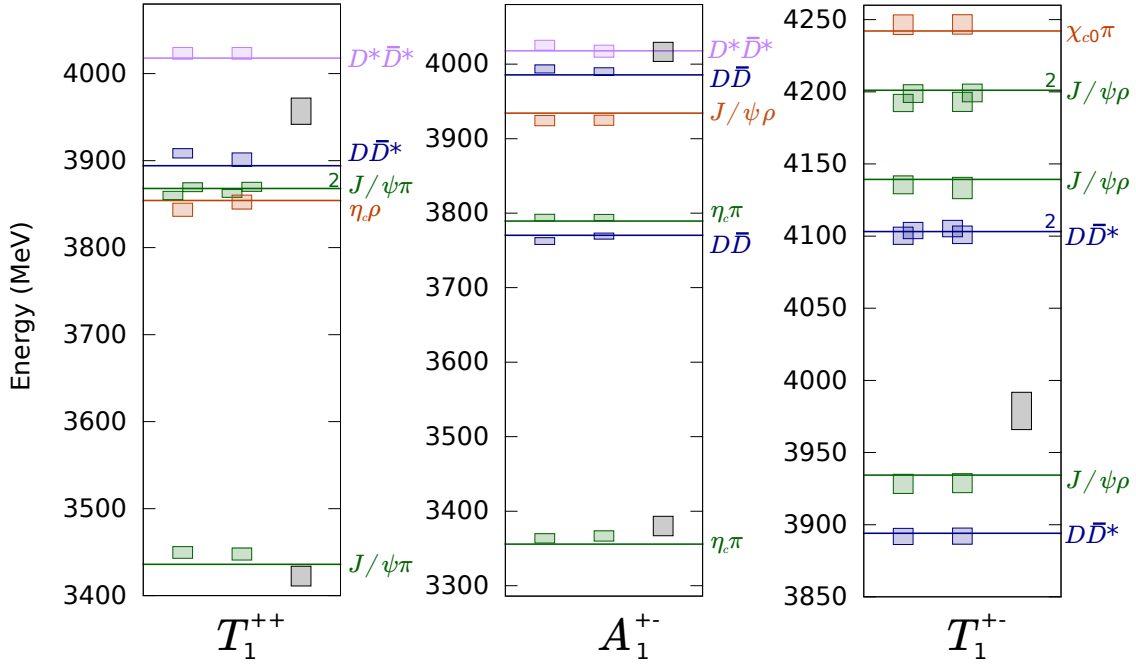 Energy (MeV)
4000
3900
3800
3700
3600
3500
3400
D*D̄*
DD̄*
2 J/ψπ
η_cρ
J/ψπ
T_1^{++}
4000
3900
3800
3700
3600
3500
3400
3300
D*D̄*
DD̄
J/ψρ
η_cπ
DD̄
η_cπ
A_1^{+-}
4250
4200
4150
4100
4050
4000
3950
3900
3850
χ_{c0}π
2 J/ψρ
J/ψρ
2 DD̄*
J/ψρ
DD̄*
T_1^{+-}